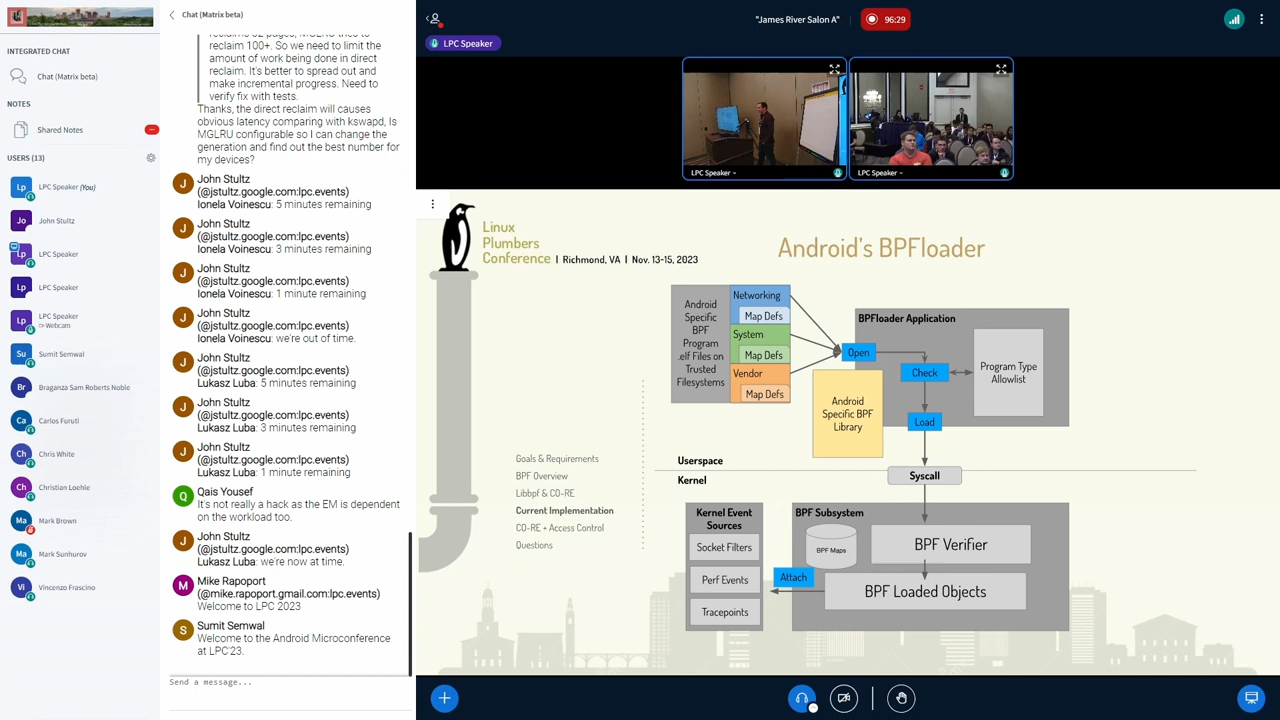 INTEGRATED CHAT
Chat (Matrix beta)
NOTES
Shared Notes
USERS (13)
Lp LPC Speaker (You)
Jo John Stultz
Lp LPC Speaker
Lp LPC Speaker
Lp LPC Speaker
=> Webcam
Su Sumit Semwal
Br Braganza Sam Roberts Noble
Ca Carlos Furuti
Ch Chris White
Ch Christian Loehle
Ma Mark Brown
Ma Mark Sunhurov
Vi Vincenzo Frascino
Chat (Matrix beta)
reclaims 32 pages, MGLRU tries to
reclaim 100+. So we need to limit the
amount of work being done in direct
reclaim. It's better to spread out and
make incremental progress. Need to
verify fix with tests.
Thanks, the direct reclaim will causes
obvious latency comparing with kswapd, Is
MGLRU configurable so I can change the
generation and find out the best number for
my devices?
J John Stultz
(@jstultz.google.com:lpc.events)
Ionela Voinescu: 5 minutes remaining
J John Stultz
(@jstultz.google.com:lpc.events)
Ionela Voinescu: 3 minutes remaining
J John Stultz
(@jstultz.google.com:lpc.events)
Ionela Voinescu: 1 minute remaining
J John Stultz
(@jstultz.google.com:lpc.events)
Ionela Voinescu: we're out of time.
J John Stultz
(@jstultz.google.com:lpc.events)
Lukasz Luba: 5 minutes remaining
J John Stultz
(@jstultz.google.com:lpc.events)
Lukasz Luba: 3 minutes remaining
J John Stultz
(@jstultz.google.com:lpc.events)
Lukasz Luba: 1 minute remaining
Q Qais Yousef
It's not really a hack as the EM is dependent
on the workload too.
J John Stultz
(@jstultz.google.com:lpc.events)
Lukasz Luba: we're now at time.
M Mike Rapoport
(@mike.rapoport.gmail.com:lpc.events)
Welcome to LPC 2023
S Sumit Semwal
Welcome to the Android Microconference
at LPC'23.
Send a message...
"James River Salon A"
96:29
LPC Speaker
LPC Speaker
LPC Speaker
Linux
Plumbers
Conference | Richmond, VA | Nov. 13-15, 2023
Android's BPFloader
Android
Specific
BPF
Program
.elf Files on
Trusted
Filesystems
Networking
Map Defs
System
Map Defs
Vendor
Map Defs
BPFloader Application
Open
Check
Load
Program Type
Allowlist
Android
Specific BPF
Library
Userspace
Kernel
Syscall
Goals & Requirements
BPF Overview
Libbpf & CO-RE
Current Implementation
CO-RE + Access Control
Questions
Kernel Event
Sources
Socket Filters
Perf Events
Tracepoints
Attach
BPF Subsystem
BPF Maps
BPF Verifier
BPF Loaded Objects